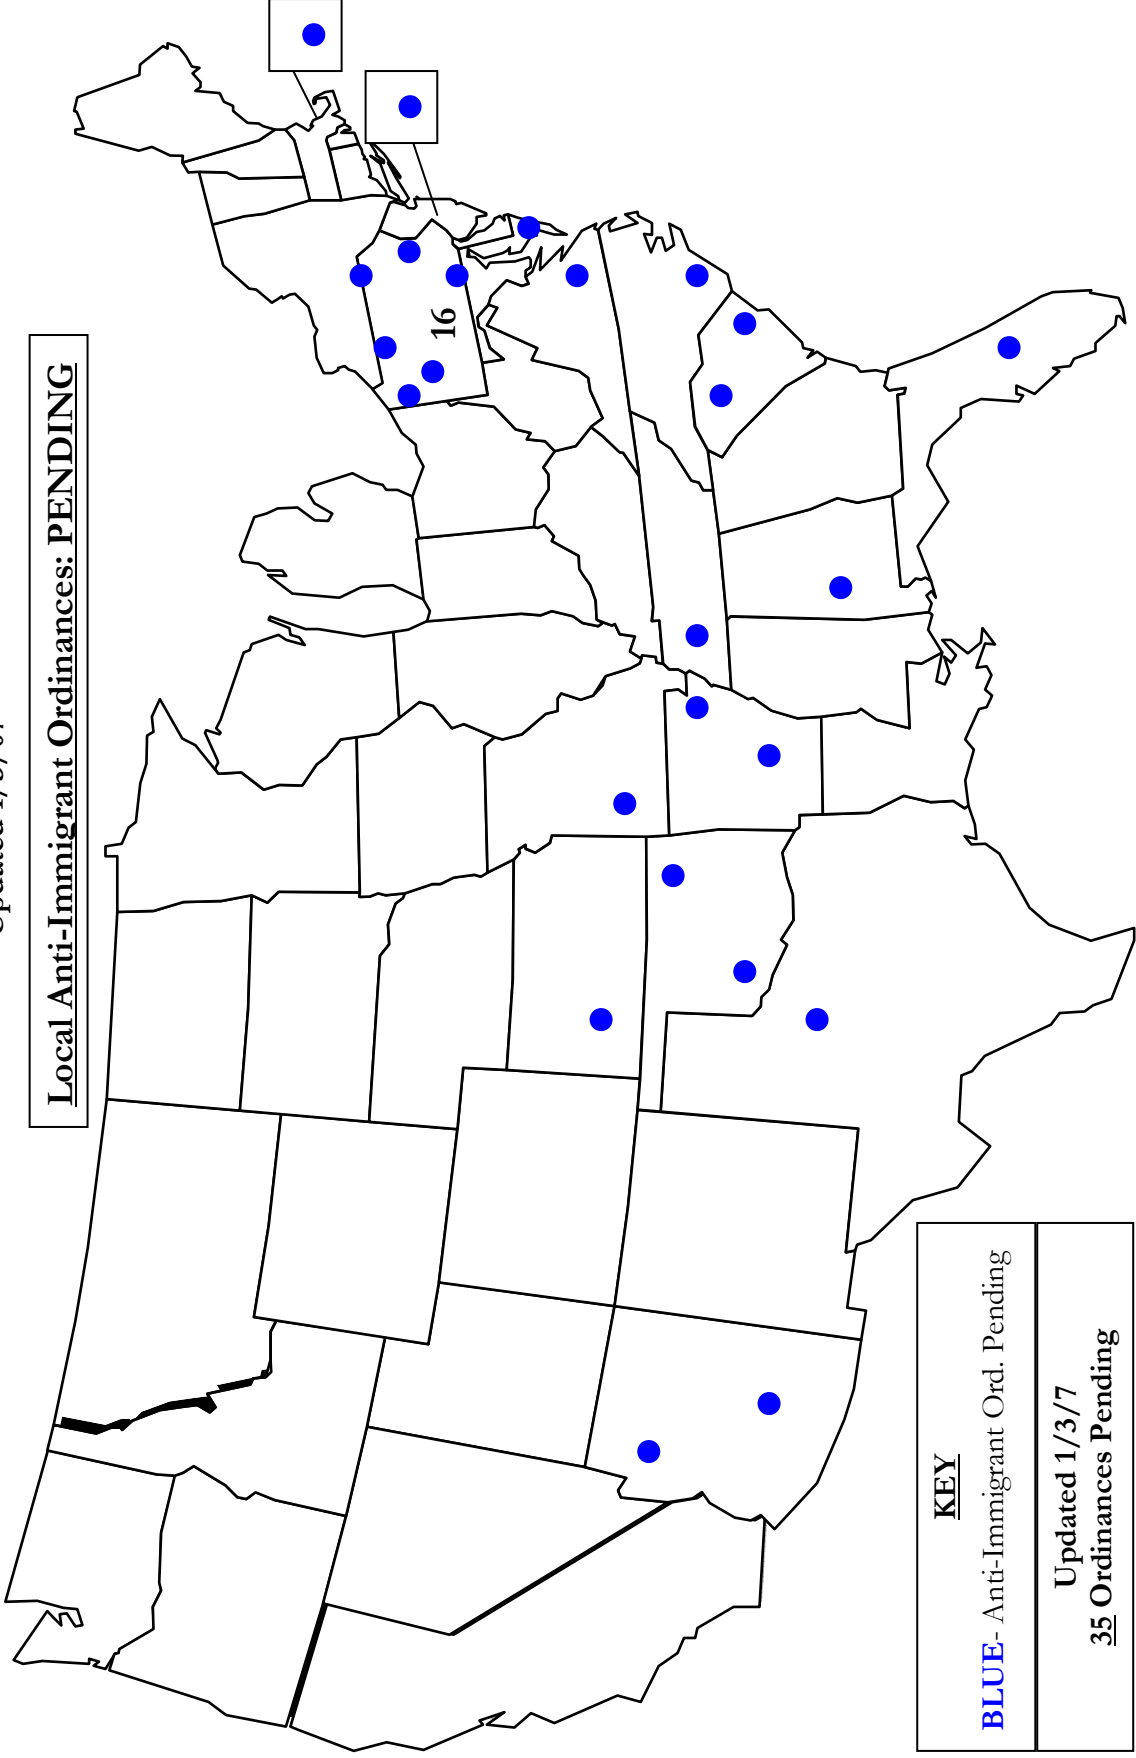 Local Anti-Immigrant Ordinances: PENDING
16
KEY
BLUE- Anti-Immigrant Ord. Pending
Updated 1/3/7
35 Ordinances Pending